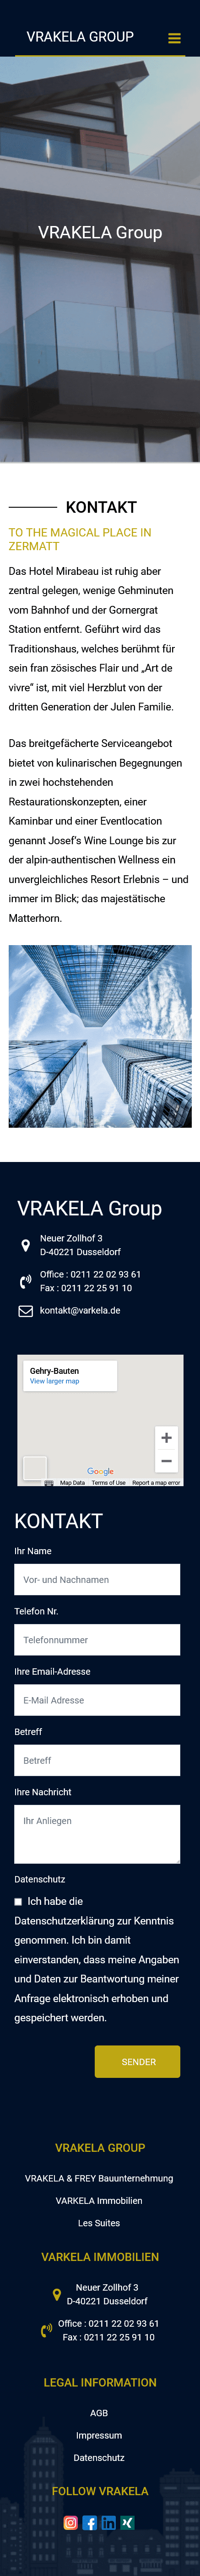 VRAKELA GROUP
VRAKELA Group
KONTAKT
TO THE MAGICAL PLACE IN
ZERMATT
Das Hotel Mirabeau ist ruhig aber
zentral gelegen, wenige Gehminuten
vom Bahnhof und der Gornergrat
Station entfernt. Geführt wird das
Traditionshaus, welches berühmt für
sein fran zösisches Flair und „Art de
vivre“ ist, mit viel Herzblut von der
dritten Generation der Julen Familie.
Das breitgefächerte Serviceangebot
bietet von kulinarischen Begegnungen
in zwei hochstehenden
Restaurationskonzepten, einer
Kaminbar und einer Eventlocation
genannt Josef’s Wine Lounge bis zur
der alpin-authentischen Wellness ein
unvergleichliches Resort Erlebnis – und
immer im Blick; das majestätische
Matterhorn.
VRAKELA Group
Neuer Zollhof 3
D-40221 Dusseldorf
Office : 0211 22 02 93 61
Fax : 0211 22 25 91 10
kontakt@varkela.de
Gehry-Bauten
View larger map
Google
Map Data Terms of Use Report a map error
KONTAKT
Ihr Name
Vor- und Nachnamen
Telefon Nr.
Telefonnummer
Ihre Email-Adresse
E-Mail Adresse
Betreff
Betreff
Ihre Nachricht
Ihr Anliegen
Datenschutz
Ich habe die
Datenschutzerklärung zur Kenntnis
genommen. Ich bin damit
einverstanden, dass meine Angaben
und Daten zur Beantwortung meiner
Anfrage elektronisch erhoben und
gespeichert werden.
SENDER
VRAKELA GROUP
VRAKELA & FREY Bauunternehmung
VARKELA Immobilien
Les Suites
VARKELA IMMOBILIEN
Neuer Zollhof 3
D-40221 Dusseldorf
Office : 0211 22 02 93 61
Fax : 0211 22 25 91 10
LEGAL INFORMATION
AGB
Impressum
Datenschutz
FOLLOW VRAKELA